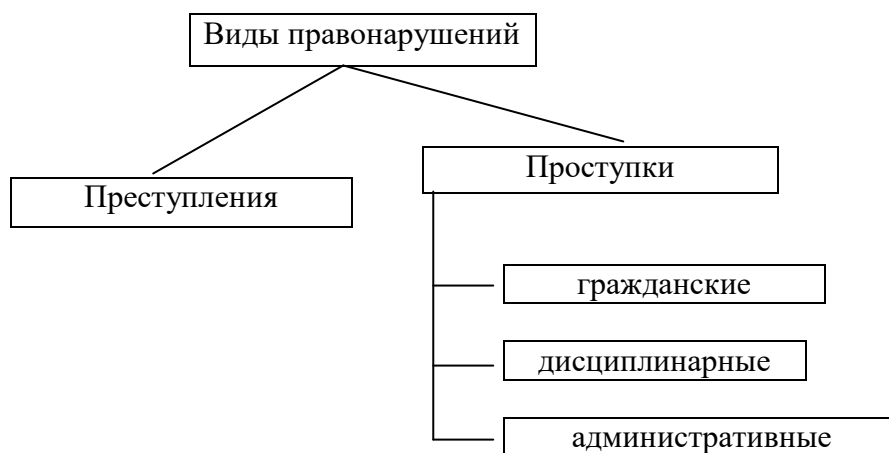 Виды правонарушений
Преступления
Проступки
гражданские
дисциплинарные
административные